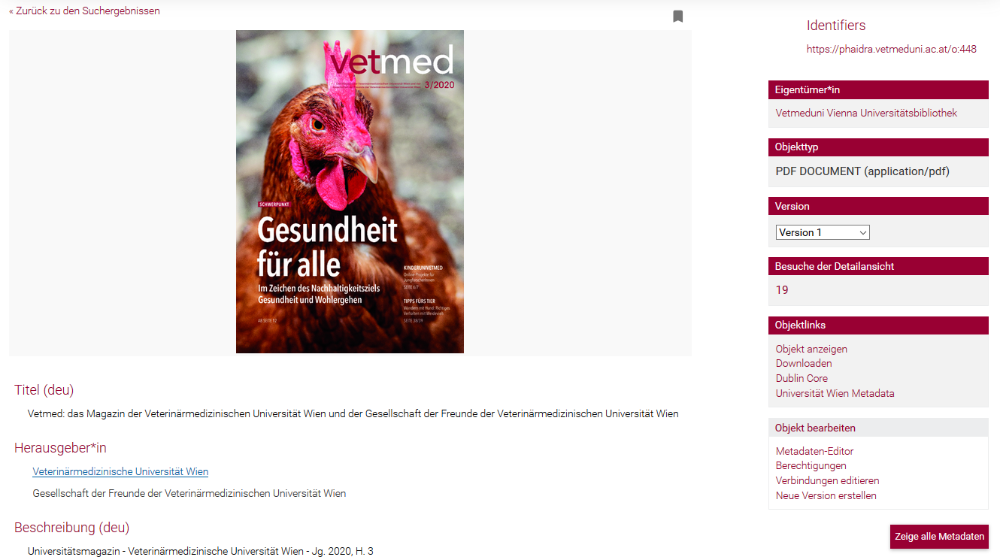 « Zurück zu den Suchergebnissen
vetmed
3/2020
SCHWERPUNKT
Gesundheit
für alle
Im Zeichen des Nachhaltigkeitsziels
Gesundheit und Wohlergehen
AB SEITE 92
KINDERUNIVETMED
Online-Projekte für
JungforscherInnen
SEITE 6/7
TIPPS FÜRS TIER
Wandern mit Hund: Richtiges
Verhalten mit Weidevieh
SEITE 38/39
Titel (deu)
Vetmed: das Magazin der Veterinärmedizinischen Universität Wien und der Gesellschaft der Freunde der Veterinärmedizinischen Universität Wien
Herausgeber*in
Veterinärmedizinische Universität Wien
Gesellschaft der Freunde der Veterinärmedizinischen Universität Wien
Beschreibung (deu)
Universitätsmagazin - Veterinärmedizinische Universität Wien - Jg. 2020, H. 3
Identifiers
https://phaidra.vetmeduni.ac.at/o:448
Eigentümer*in
Vetmeduni Vienna Universitätsbibliothek
Objekttyp
PDF DOCUMENT (application/pdf)
Version
Version 1
Besuche der Detailansicht
19
Objektlinks
Objekt anzeigen
Downloaden
Dublin Core
Universität Wien Metadata
Objekt bearbeiten
Metadaten-Editor
Berechtigungen
Verbindungen editieren
Neue Version erstellen
Zeige alle Metadaten